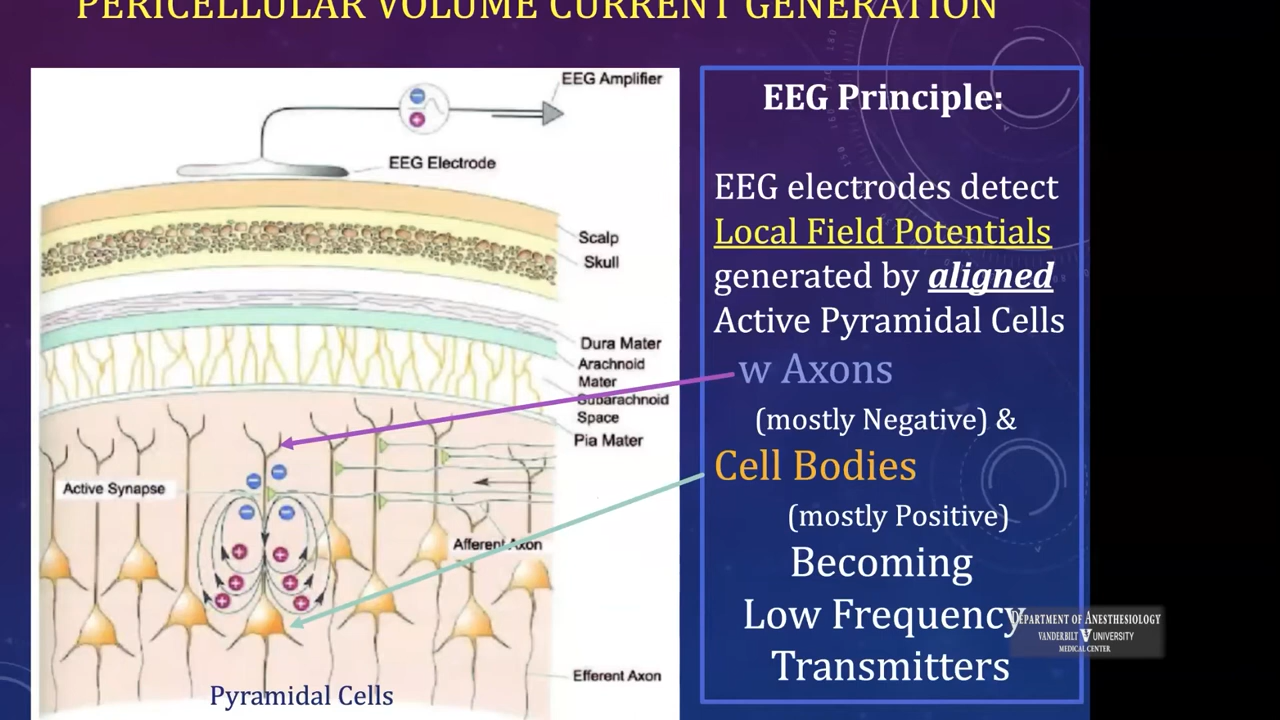 PERICELLULAR VOLUME CURRENT GENERATION
EEG Amplifier
EEG Electrode
Scalp
Skull
Dura Mater
Arachnoid
Mater
Subarachnoid
Space
Pia Mater
Active Synapse
Afferent Axon
Efferent Axon
Pyramidal Cells
EEG Principle:
EEG electrodes detect
Local Field Potentials
generated by aligned
Active Pyramidal Cells
w Axons
(mostly Negative) &
Cell Bodies
(mostly Positive)
Becoming
Low Frequency
Transmitters
DEPARTMENT OF ANESTHESIOLOGY
VANDERBILT UNIVERSITY
MEDICAL CENTER